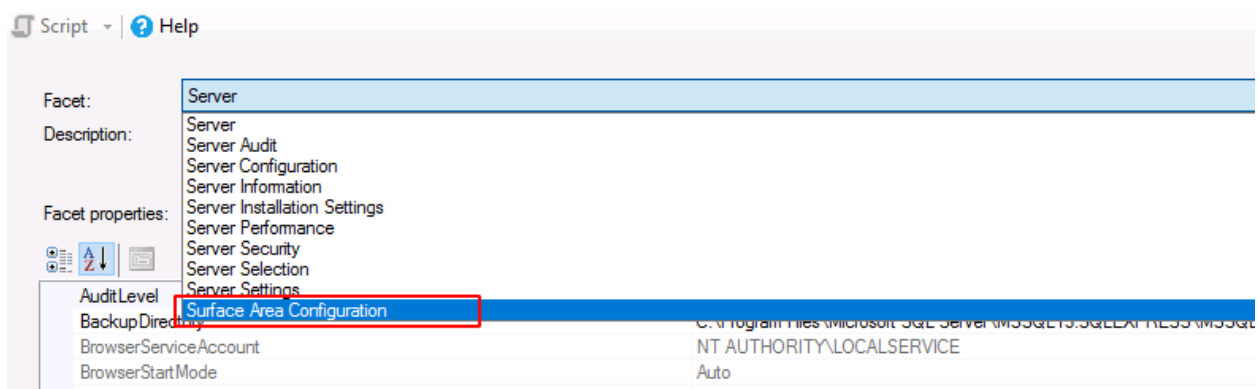 Script Help
Facet: Server
Description:
Server
Server Audit
Server Configuration
Server Information
Server Installation Settings
Facet properties:
Server Performance
Server Security
Server Selection
Server Settings
Surface Area Configuration
AuditLevel
BackupDirectory
BrowserServiceAccount NT AUTHORITY\LOCALSERVICE
BrowserStartMode Auto